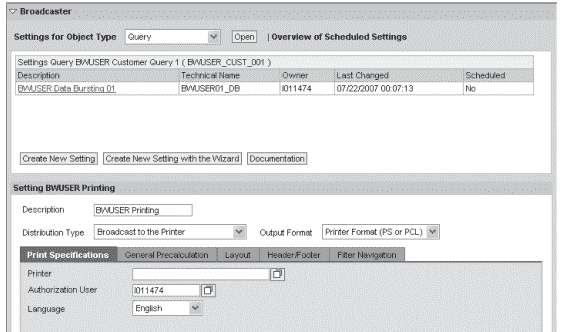 Broadcaster
Settings for Object Type Query Open | Overview of Scheduled Settings
Settings Query BWUSER Customer Query 1 ( BWUSER_CUST_001 )
Description Technical Name Owner Last Changed Scheduled
BWUSER Data Bursting 01 BWUSER01_DB I011474 07/22/2007 00:07:13 No
Create New Setting Create New Setting with the Wizard Documentation
Setting BWUSER Printing
Description BWUSER Printing
Distribution Type Broadcast to the Printer Output Format Printer Format (PS or PCL)
Print Specifications General Precalculation Layout Header/Footer Filter Navigation
Printer
Authorization User I011474
Language English